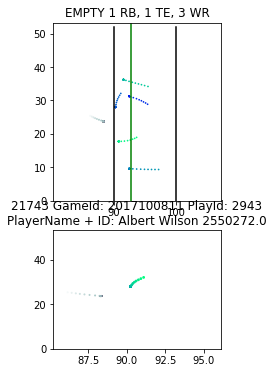 EMPTY 1 RB, 1 TE, 3 WR
50
40
30
20
10
0
90 100
21743 GameId: 2017100811 PlayId: 2943
PlayerName + ID: Albert Wilson 2550272.0
40
20
0
87.5 90.0 92.5 95.0